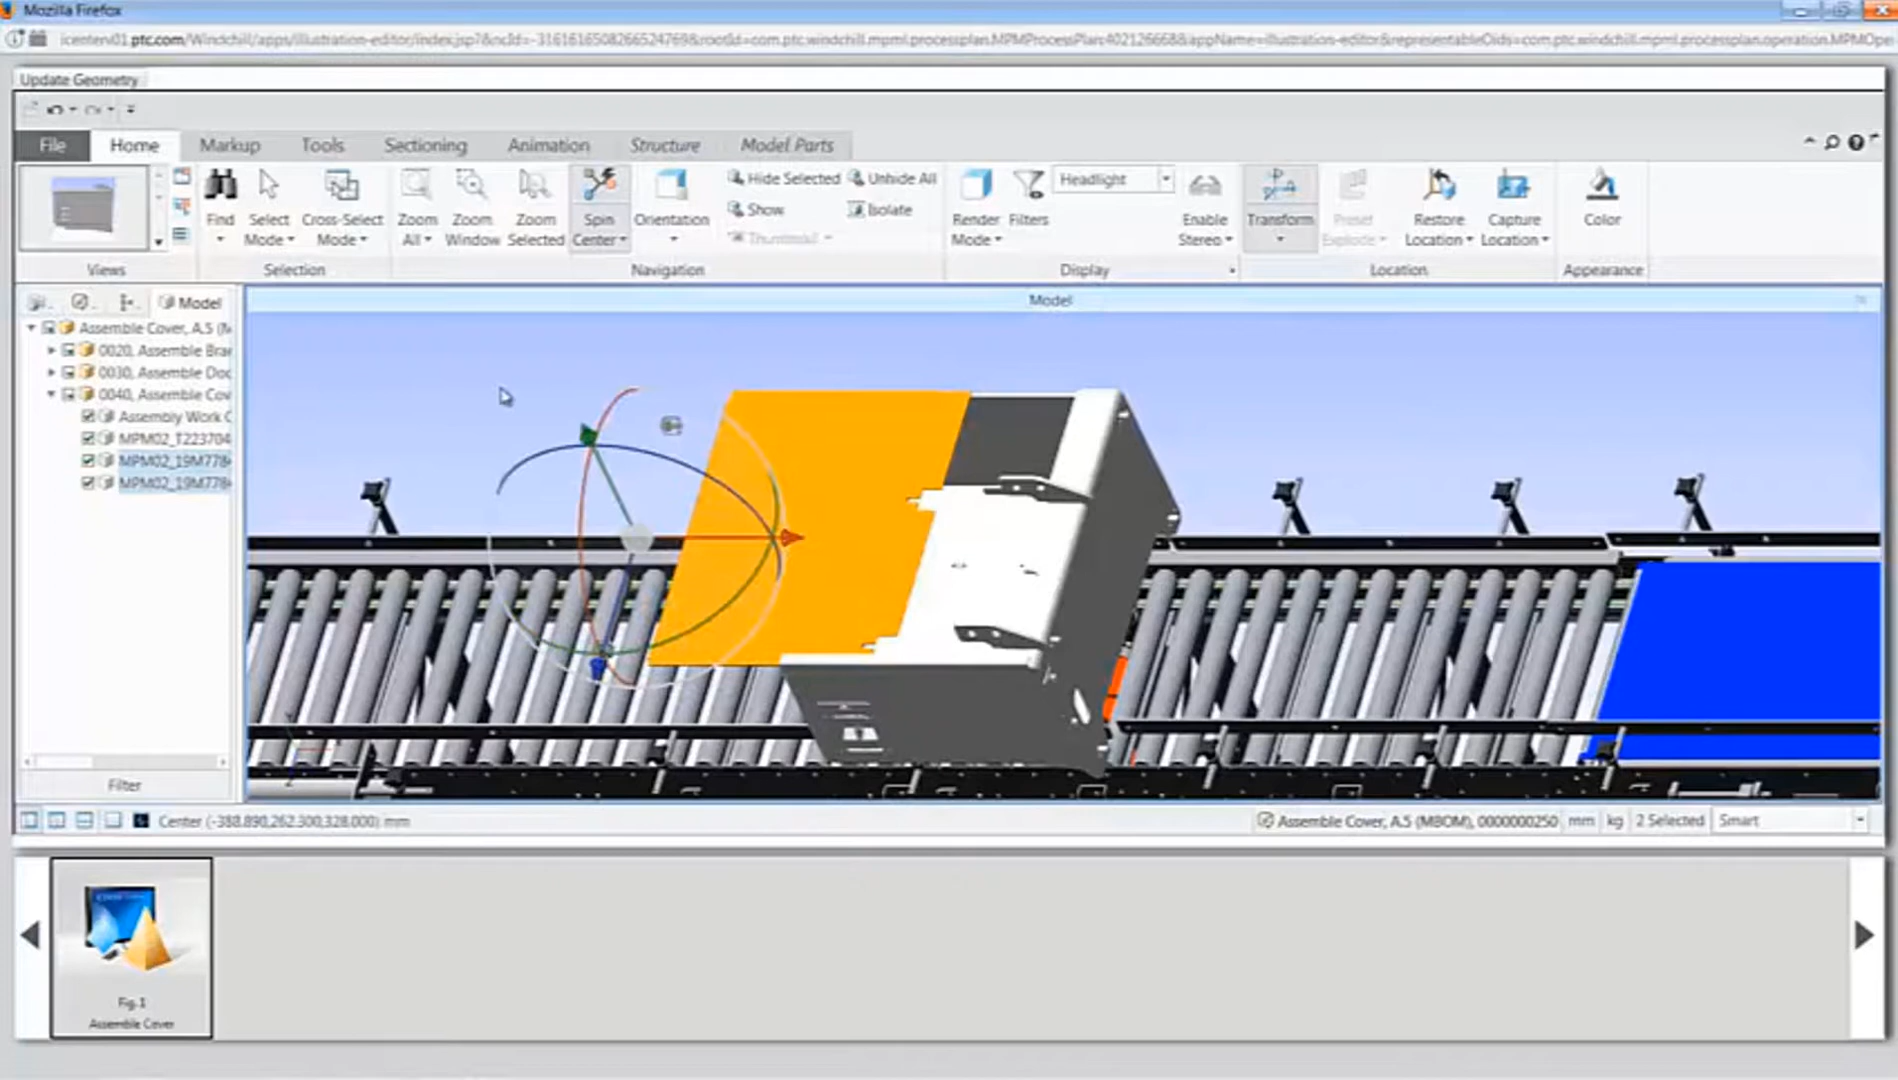 Mozilla Firefox
Update Geometry
File Home Markup Tools Sectioning Animation Structure Model Parts
Find Select Mode Cross-Select Mode Zoom All Zoom Window Zoom Selected Spin Center Orientation
Hide Selected Unhide All
Show Isolate
Thumbnail
Render Mode Filters Headlight Enable Stereo Transform Preset Explode Restore Location Capture Location Color
Views Selection Navigation Display Location Appearance
Model
Model
Assemble Cover, A.5 (M
0020, Assemble Bra
0030, Assemble Doo
0040, Assemble Cov
Assembly Work C
MPM02_T223704
MPM02_19M778
MPM02_19M778
Filter
Center (-388.890,262.300,328.000) mm
Assemble Cover, A.5 (MBOM), 0000000250 mm kg 2 Selected Smart
Fig.1
Assemble Cover